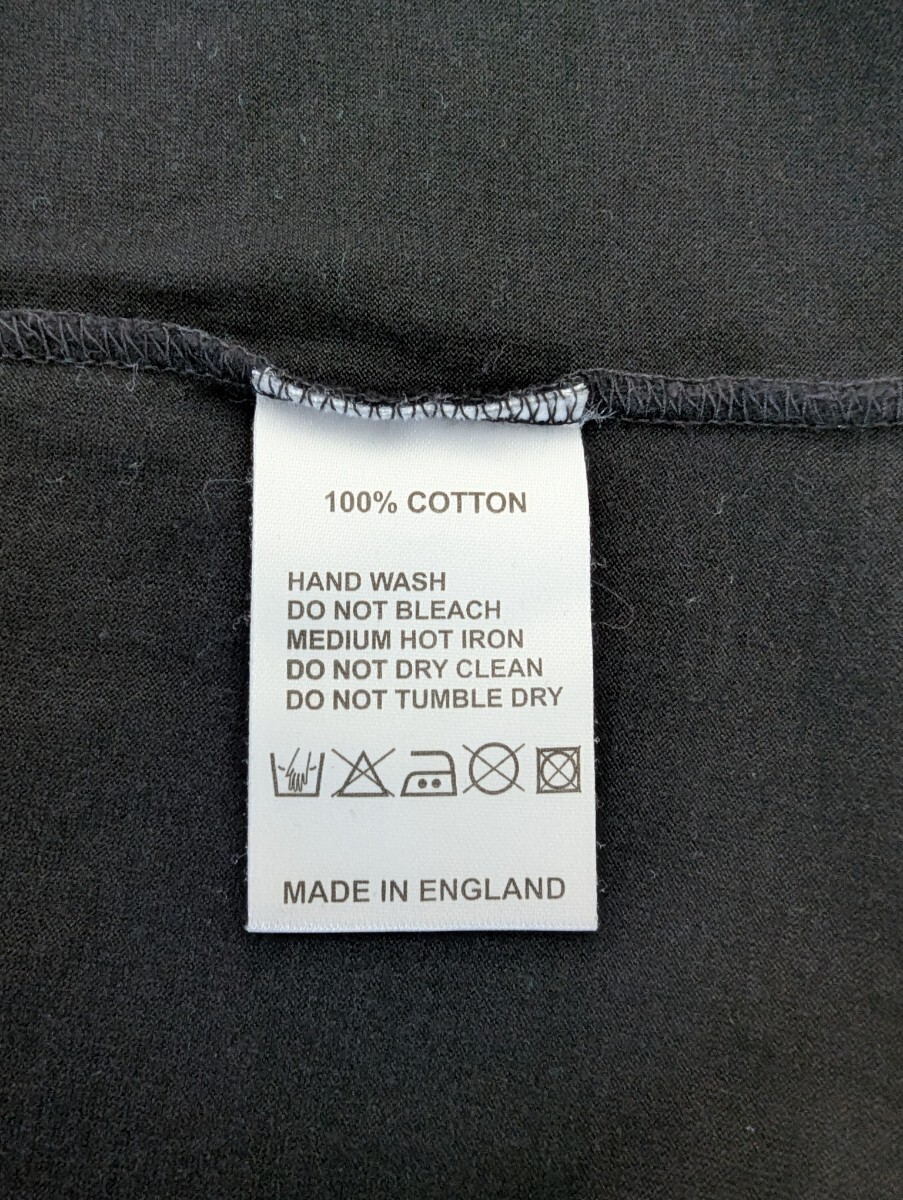 100% COTTON
HAND WASH
DO NOT BLEACH
MEDIUM HOT IRON
DO NOT DRY CLEAN
DO NOT TUMBLE DRY
MADE IN ENGLAND